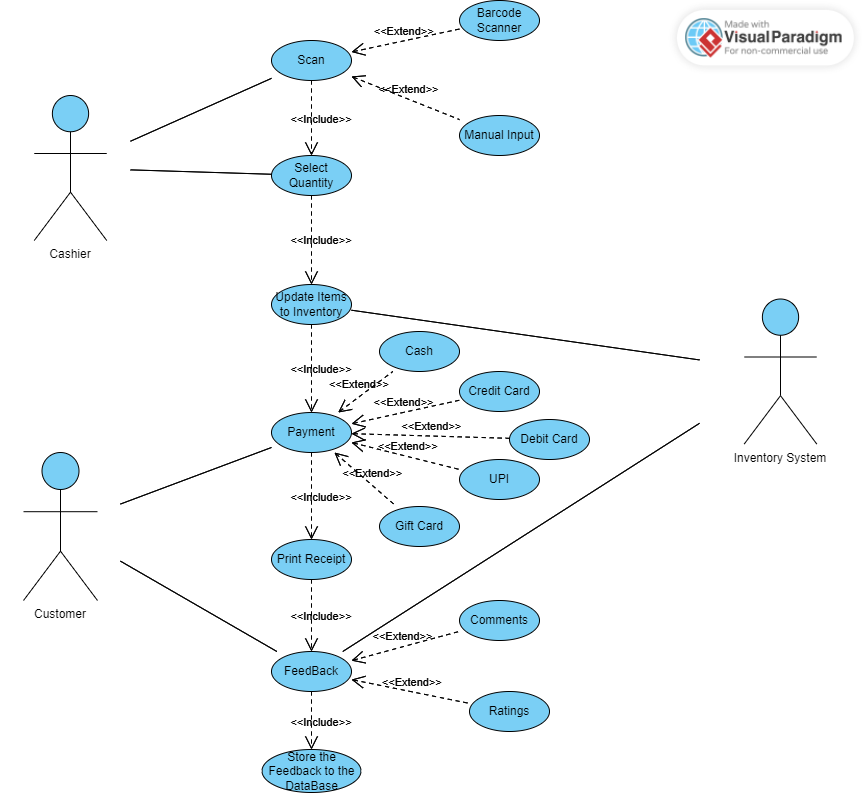 Barcode
Scanner
Made with
VisualParadigm
For non-commercial use
<<Extend>>
Scan
<<Extend>>
<<Include>>
Manual Input
Select
Quantity
Cashier
<<Include>>
Update Items
to Inventory
Cash
<<Include>>
<<Extend>>
Credit Card
<<Extend>>
Payment
<<Extend>>
Debit Card
<<Extend>>
Inventory System
<<Extend>>
UPI
<<Include>>
Gift Card
Print Receipt
Customer
<<Include>>
Comments
<<Extend>>
FeedBack
<<Extend>>
Ratings
<<Include>>
Store the
Feedback to the
DataBase